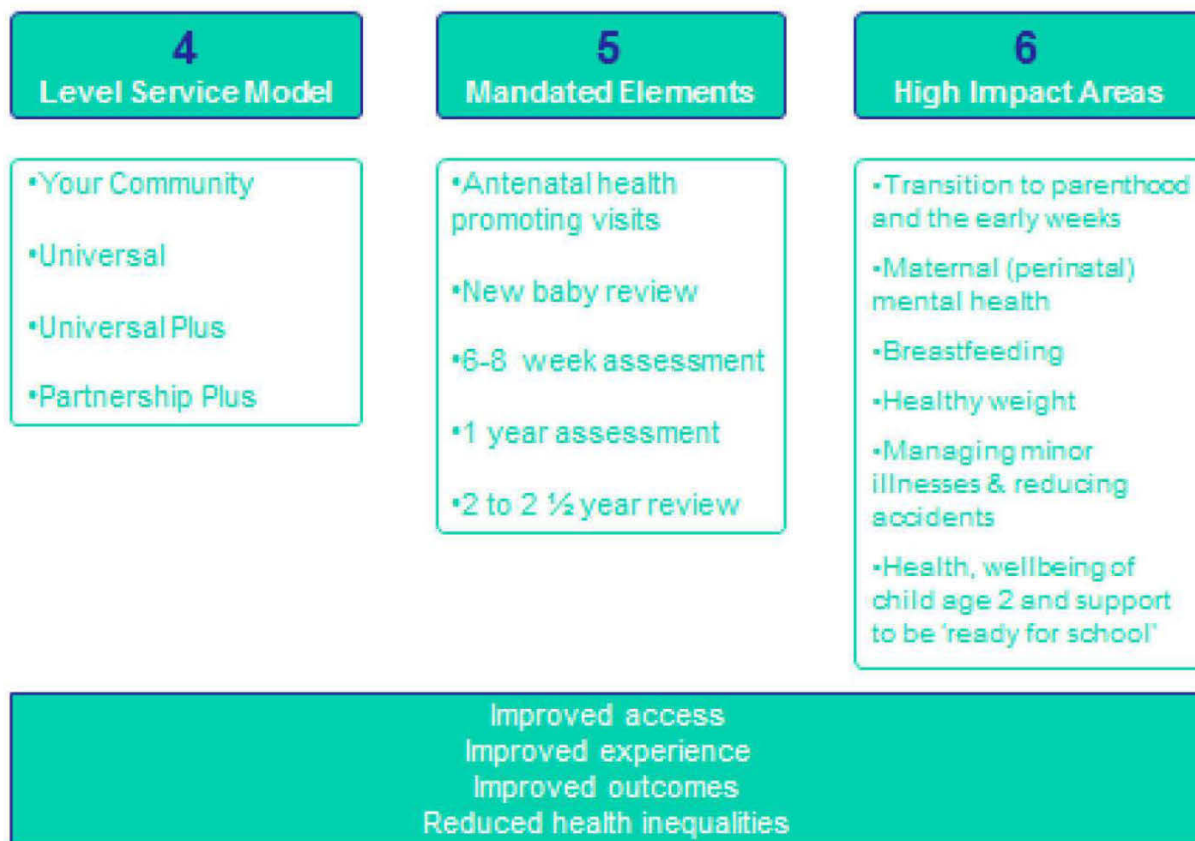 4
Level Service Model
•Your Community
•Universal
•Universal Plus
•Partnership Plus
5
Mandated Elements
•Antenatal health
promoting visits
•New baby review
•6-8 week assessment
•1 year assessment
•2 to 2 ½ year review
6
High Impact Areas
•Transition to parenthood
and the early weeks
•Maternal (perinatal)
mental health
•Breastfeeding
•Healthy weight
•Managing minor
illnesses & reducing
accidents
•Health, wellbeing of
child age 2 and support
to be 'ready for school'
Improved access
Improved experience
Improved outcomes
Reduced health inequalities